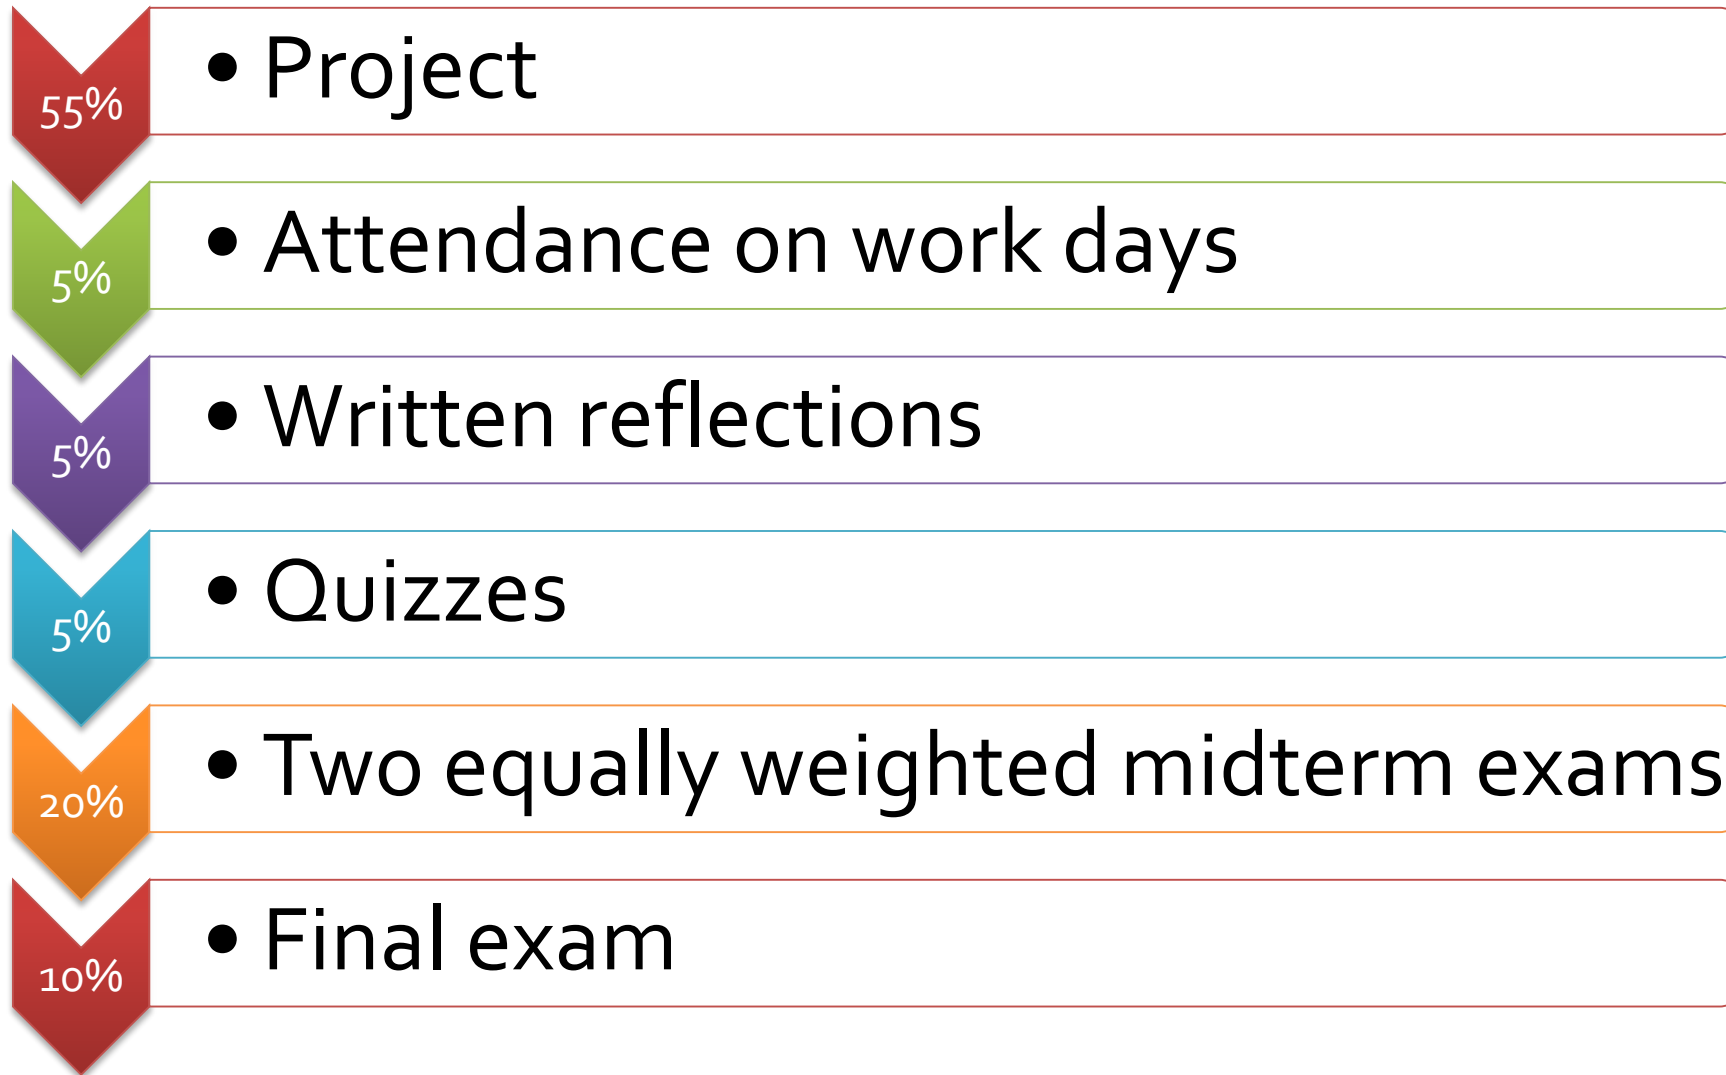 55%
• Project
5%
• Attendance on work days
5%
• Written reflections
5%
• Quizzes
20%
• Two equally weighted midterm exams
10%
• Final exam